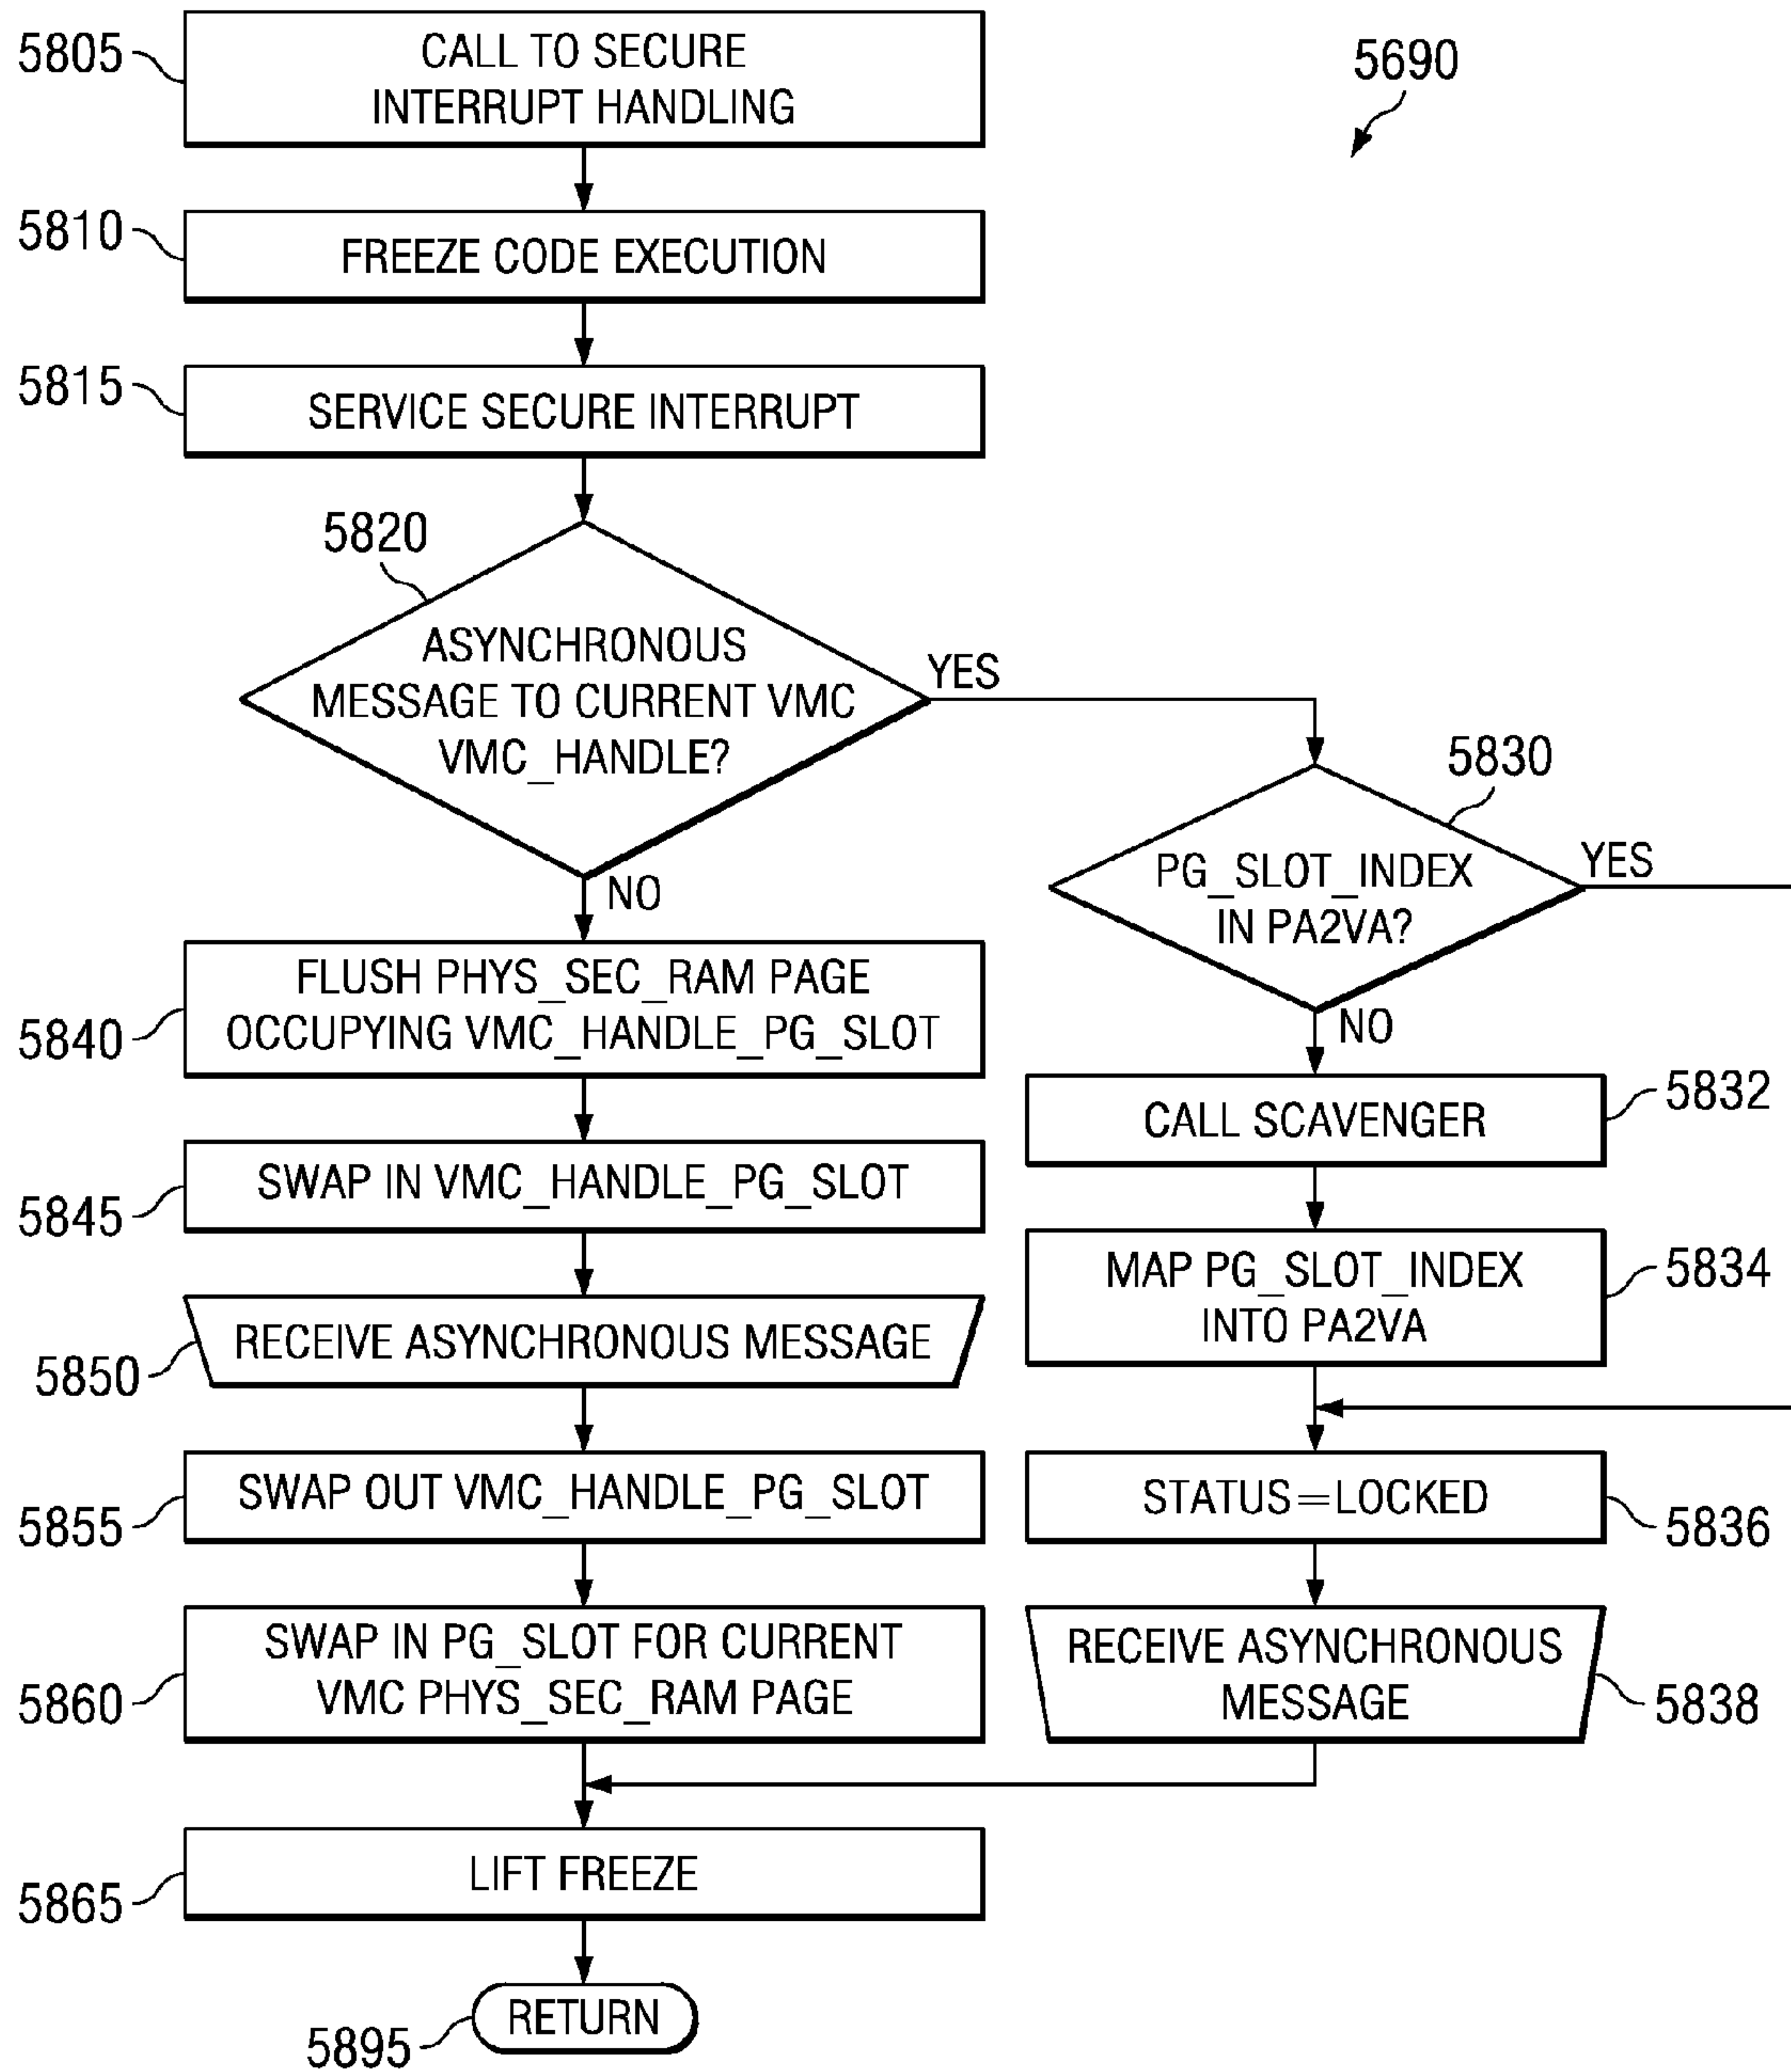 5805
CALL TO SECURE
INTERRUPT HANDLING
5690
5810
FREEZE CODE EXECUTION
5815
SERVICE SECURE INTERRUPT
5820
ASYNCHRONOUS
MESSAGE TO CURRENT VMC
VMC_HANDLE?
YES
NO
5830
PG_SLOT_INDEX
IN PA2VA?
YES
NO
5840
FLUSH PHYS_SEC_RAM PAGE
OCCUPYING VMC_HANDLE_PG_SLOT
5832
CALL SCAVENGER
5845
SWAP IN VMC_HANDLE_PG_SLOT
5834
MAP PG_SLOT_INDEX
INTO PA2VA
5850
RECEIVE ASYNCHRONOUS MESSAGE
5855
SWAP OUT VMC_HANDLE_PG_SLOT
STATUS=LOCKED
5836
5860
SWAP IN PG_SLOT FOR CURRENT
VMC PHYS_SEC_RAM PAGE
RECEIVE ASYNCHRONOUS
MESSAGE
5838
5865
LIFT FREEZE
RETURN
5895